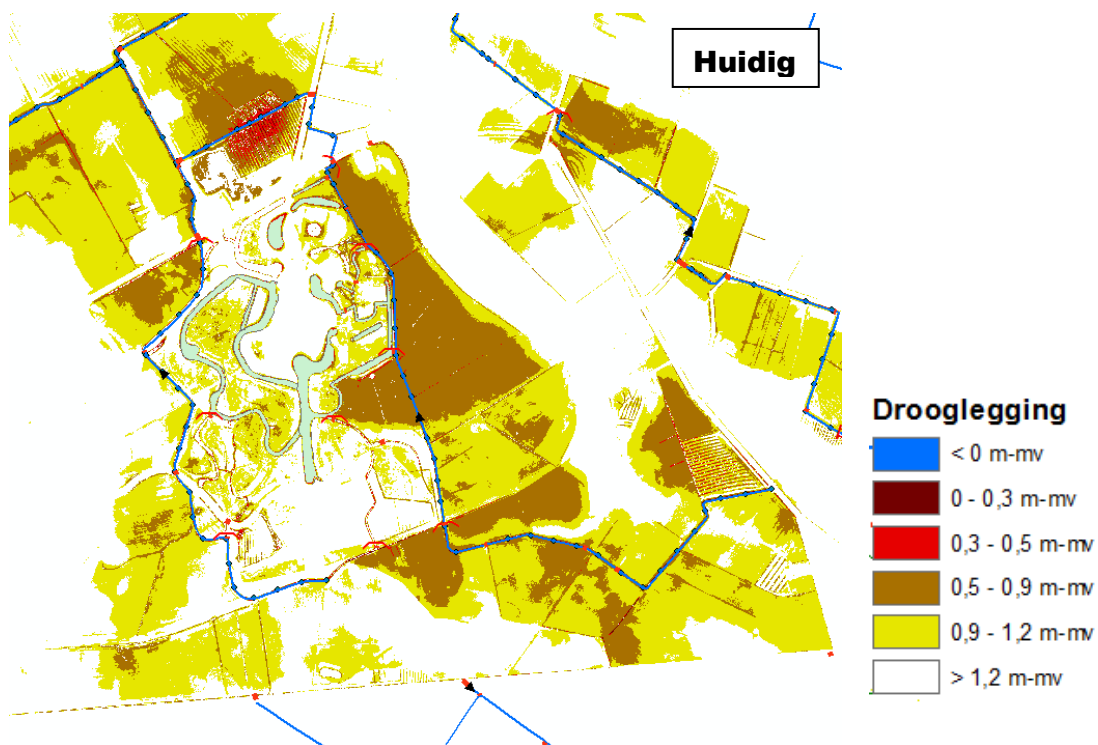 Huidig
Drooglegging
< 0 m-mv
0 - 0,3 m-mv
0,3 - 0,5 m-mv
0,5 - 0,9 m-mv
0,9 - 1,2 m-mv
> 1,2 m-mv